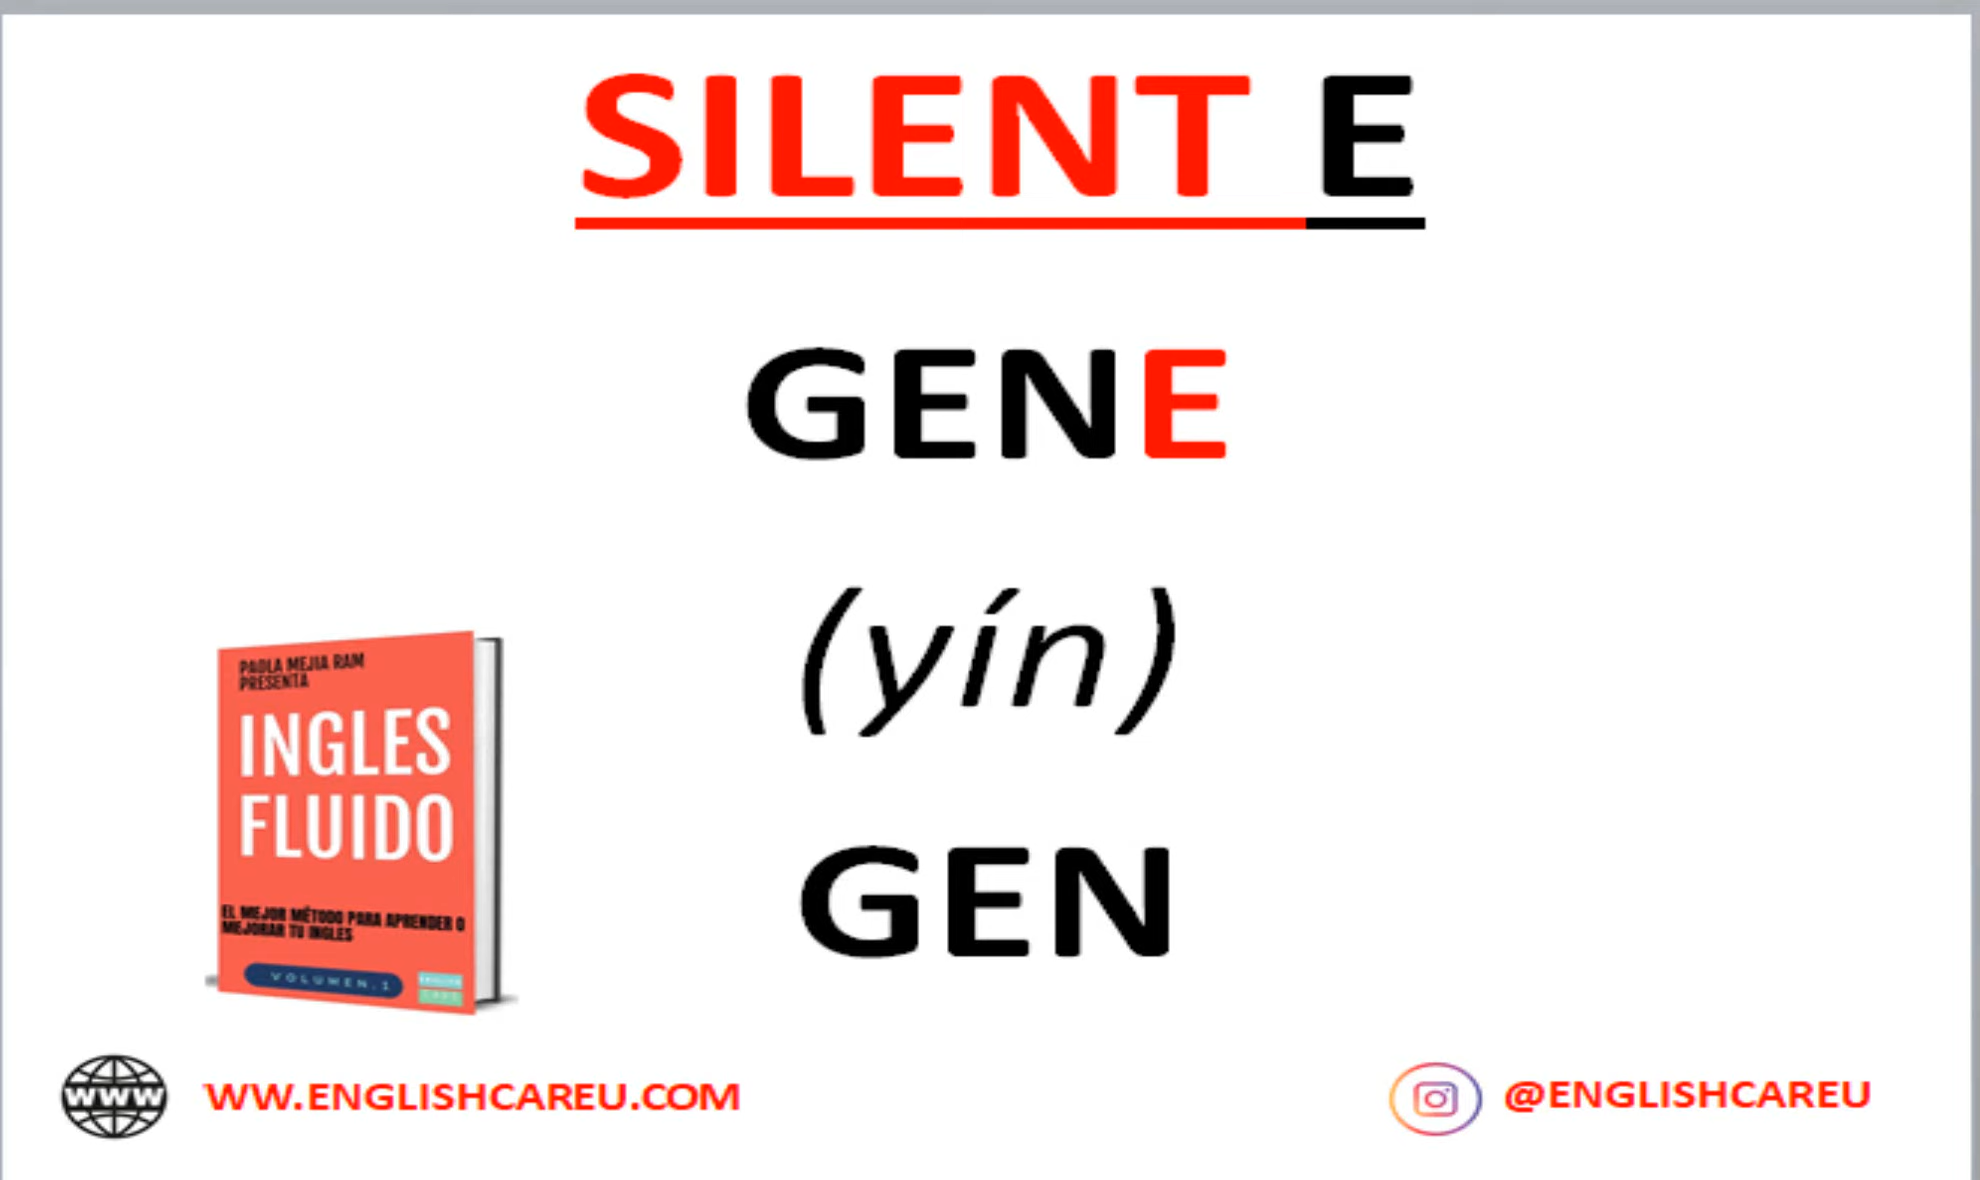 SILENT E
GENE
(yín)
GEN
PAOLA MEJIA RAM
PRESENTA
INGLES
FLUIDO
EL MEJOR MÉTODO PARA APRENDER O
MEJORAR TU INGLES
VOLUMEN.1
WWW
WW.ENGLISHCAREU.COM
@ENGLISHCAREU